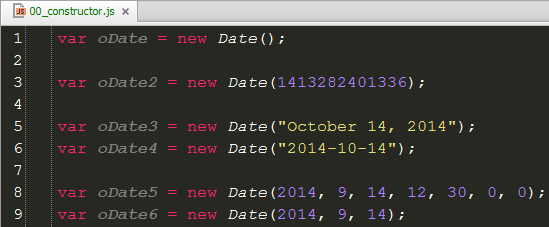 00_constructor.js ×
1 var oDate = new Date();
2
3 var oDate2 = new Date(1413282401336);
4
5 var oDate3 = new Date("October 14, 2014");
6 var oDate4 = new Date("2014-10-14");
7
8 var oDate5 = new Date(2014, 9, 14, 12, 30, 0, 0);
9 var oDate6 = new Date(2014, 9, 14);